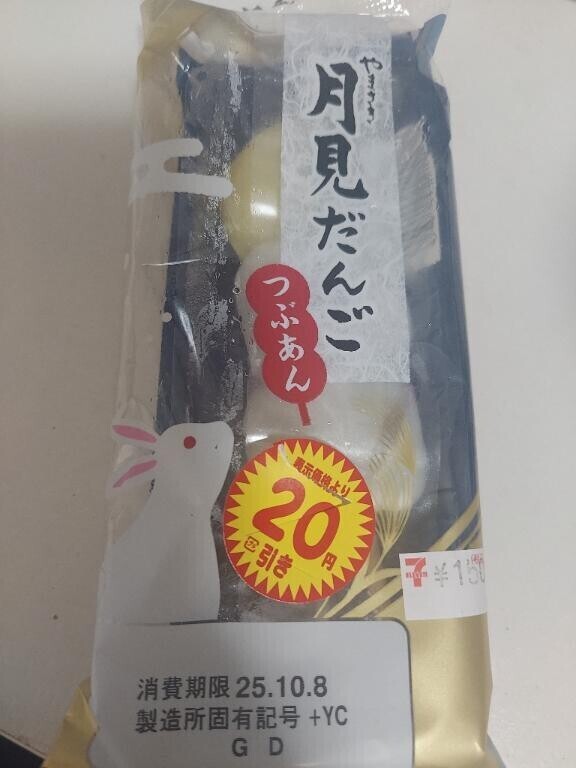 やまざき
月見だんご
つぶあん
表示価格より
20円
引き
¥150
消費期限 25.10.8
製造所固有記号 +YC
G D